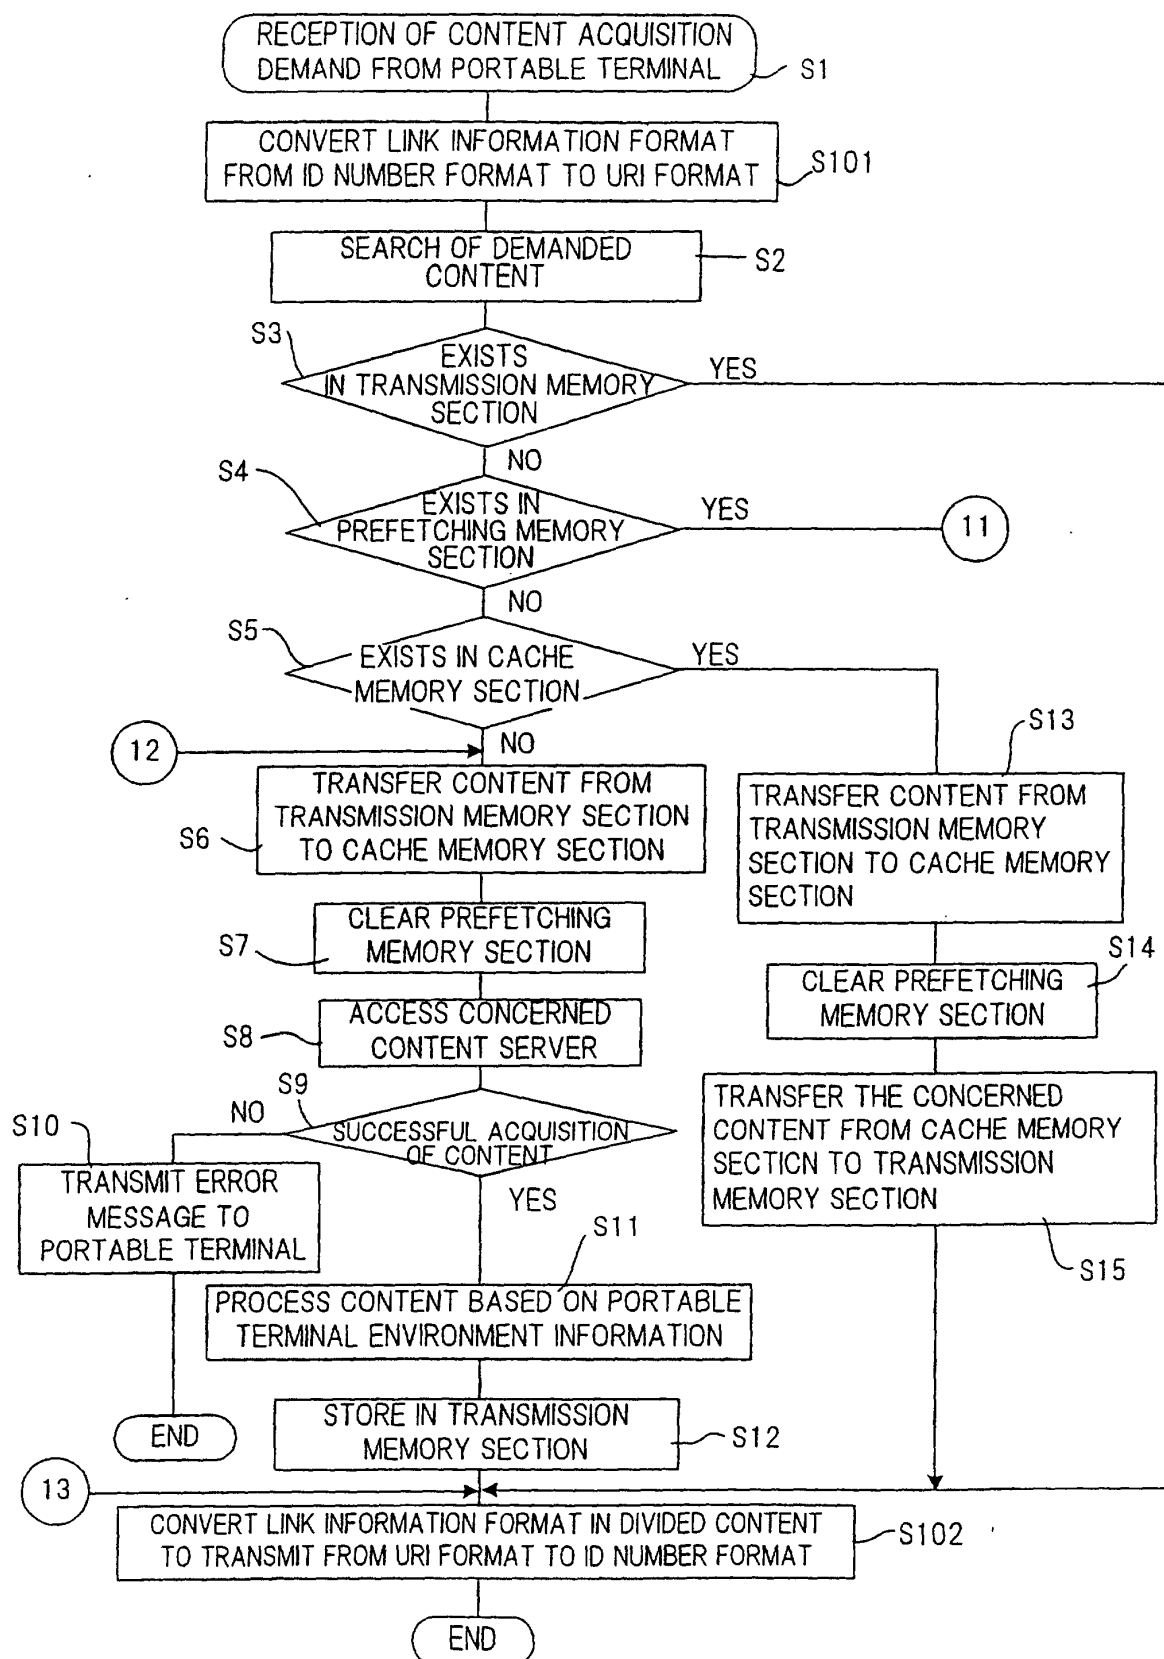 RECEPTION OF CONTENT ACQUISITION
DEMAND FROM PORTABLE TERMINAL
S1
CONVERT LINK INFORMATION FORMAT
FROM ID NUMBER FORMAT TO URI FORMAT
S101
SEARCH OF DEMANDED
CONTENT
S2
S3
EXISTS
IN TRANSMISSION MEMORY
SECTION
YES
NO
S4
EXISTS IN
PREFETCHING MEMORY
SECTION
YES
11
NO
S5
EXISTS IN CACHE
MEMORY SECTION
YES
NO
12
S13
TRANSFER CONTENT FROM
TRANSMISSION MEMORY SECTION
TO CACHE MEMORY SECTION
S6
TRANSFER CONTENT FROM
TRANSMISSION MEMORY
SECTION TO CACHE MEMORY
SECTION
CLEAR PREFETCHING
MEMORY SECTION
S7
S14
CLEAR PREFETCHING
MEMORY SECTION
ACCESS CONCERNED
CONTENT SERVER
S8
S9
NO
SUCCESSFUL ACQUISITION
OF CONTENT
YES
TRANSFER THE CONCERNED
CONTENT FROM CACHE MEMORY
SECTICN TO TRANSMISSION
MEMORY SECTION
S15
S10
TRANSMIT ERROR
MESSAGE TO
PORTABLE TERMINAL
S11
PROCESS CONTENT BASED ON PORTABLE
TERMINAL ENVIRONMENT INFORMATION
END
STORE IN TRANSMISSION
MEMORY SECTION
S12
13
CONVERT LINK INFORMATION FORMAT IN DIVIDED CONTENT
TO TRANSMIT FROM URI FORMAT TO ID NUMBER FORMAT
S102
END